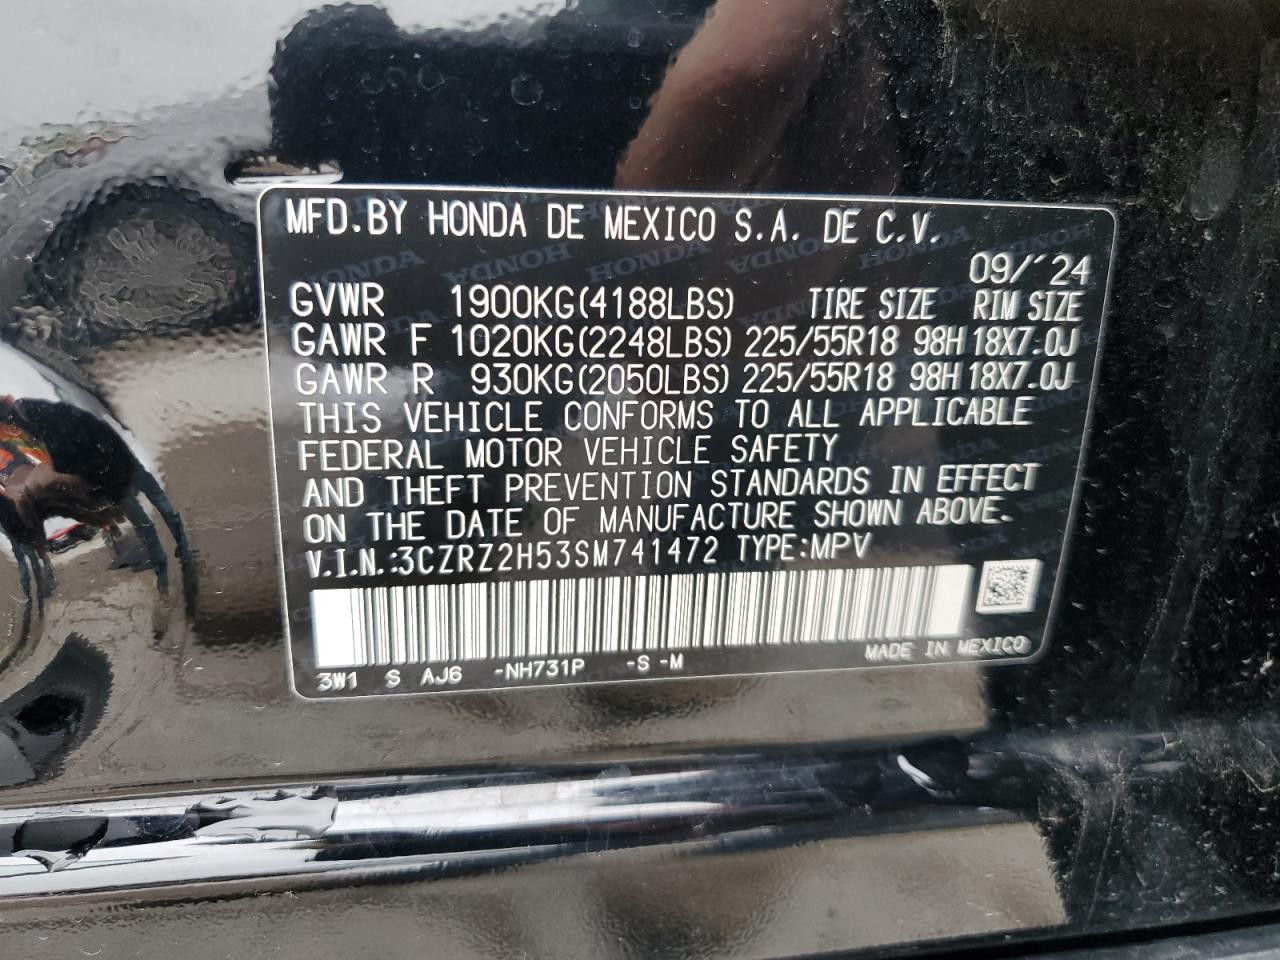 MFD.BY HONDA DE MEXICO S.A. DE C.V.
09/´24
GVWR 1900KG(4188LBS) TIRE SIZE RIM SIZE
GAWR F 1020KG(2248LBS) 225/55R18 98H 18X7.0J
GAWR R 930KG(2050LBS) 225/55R18 98H 18X7.0J
THIS VEHICLE CONFORMS TO ALL APPLICABLE
FEDERAL MOTOR VEHICLE SAFETY
AND THEFT PREVENTION STANDARDS IN EFFECT
ON THE DATE OF MANUFACTURE SHOWN ABOVE.
V.I.N.:3CZRZ2H53SM741472 TYPE:MPV
MADE IN MEXICO
3W1 S AJ6 -NH731P -S -M